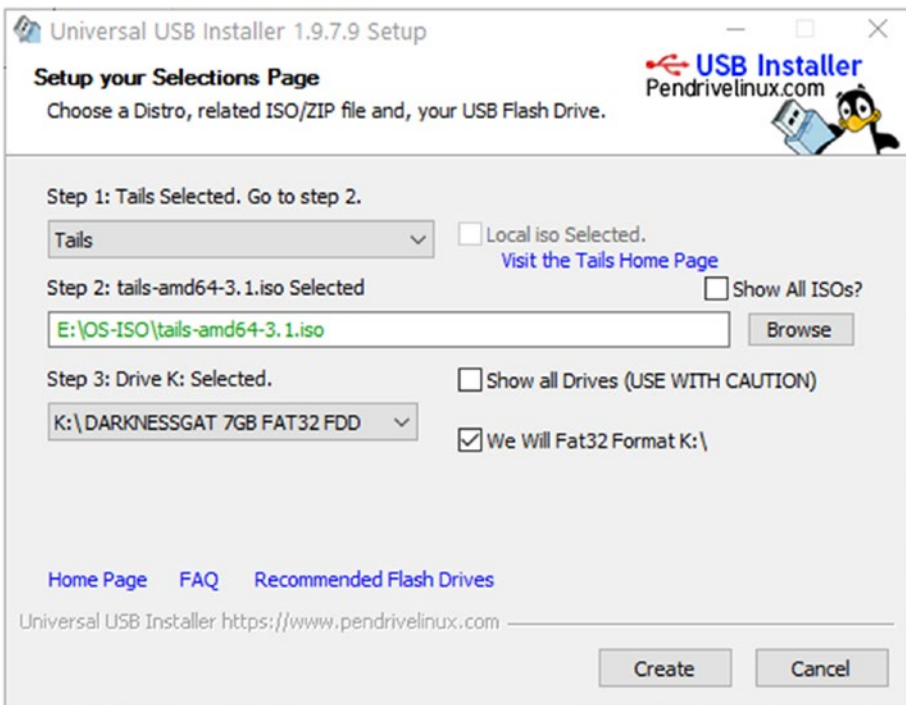 Universal USB Installer 1.9.7.9 Setup
Setup your Selections Page
Choose a Distro, related ISO/ZIP file and, your USB Flash Drive.
USB Installer
Pendrivelinux.com
Step 1: Tails Selected. Go to step 2.
Tails
Local iso Selected.
Visit the Tails Home Page
Step 2: tails-amd64-3.1.iso Selected
Show All ISOs?
E:\OS-ISO\tails-amd64-3.1.iso
Browse
Step 3: Drive K: Selected.
Show all Drives (USE WITH CAUTION)
K:\ DARKNESSGAT 7GB FAT32 FDD
We Will Fat32 Format K:\
Home Page FAQ Recommended Flash Drives
Universal USB Installer https://www.pendrivelinux.com
Create Cancel